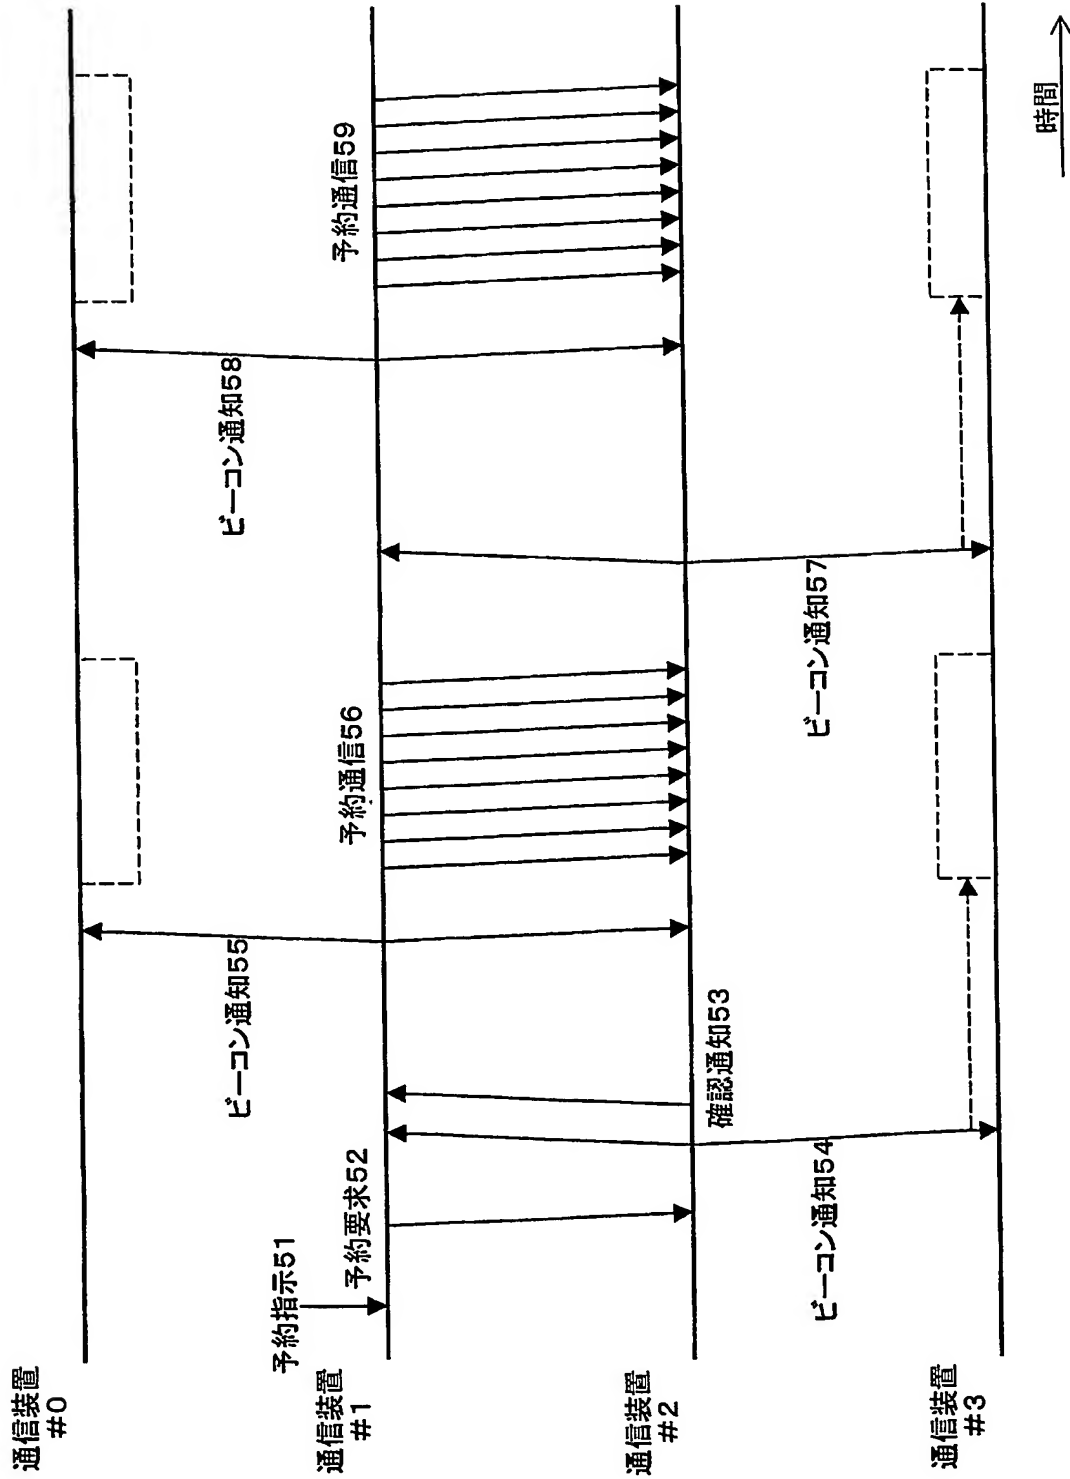 通信装置
#0
通信装置
#1
通信装置
#2
通信装置
#3
予約指示51
予約要求52
確認通知53
ビーコン通知54
ビーコン通知55
予約通信56
ビーコン通知57
ビーコン通知58
予約通信59
時間